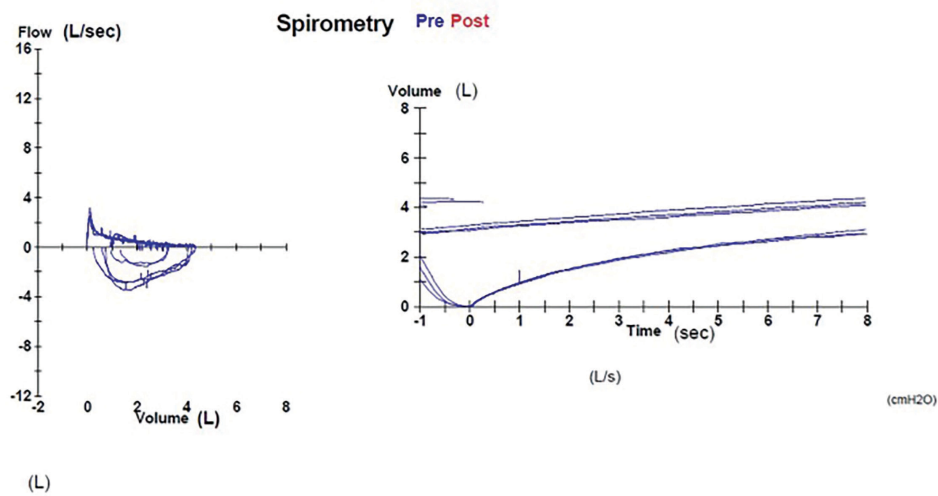 Spirometry Pre Post
Flow (L/sec)
16
12
8
4
0
-4
-8
-12
-2 0 2 4 6 8
Volume (L)
Volume (L)
8
6
4
2
0
-1 0 1 2 3 4 5 6 7 8
Time (sec)
(L/s)
(cmH2O)
(L)